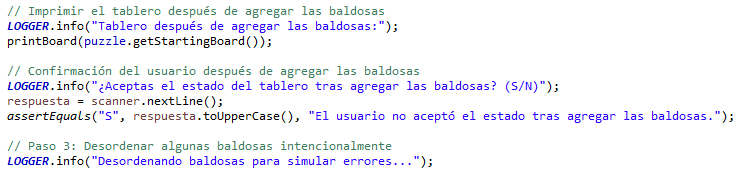 // Imprimir el tablero después de agregar las baldosas
LOGGER.info("Tablero después de agregar las baldosas:");
printBoard(puzzle.getStartingBoard());
// Confirmación del usuario después de agregar las baldosas
LOGGER.info("¿Aceptas el estado del tablero tras agregar las baldosas? (S/N)");
respuesta = scanner.nextLine();
assertEquals("S", respuesta.toUpperCase(), "El usuario no aceptó el estado tras agregar las baldosas.");
// Paso 3: Desordenar algunas baldosas intencionalmente
LOGGER.info("Desordenando baldosas para simular errores...");